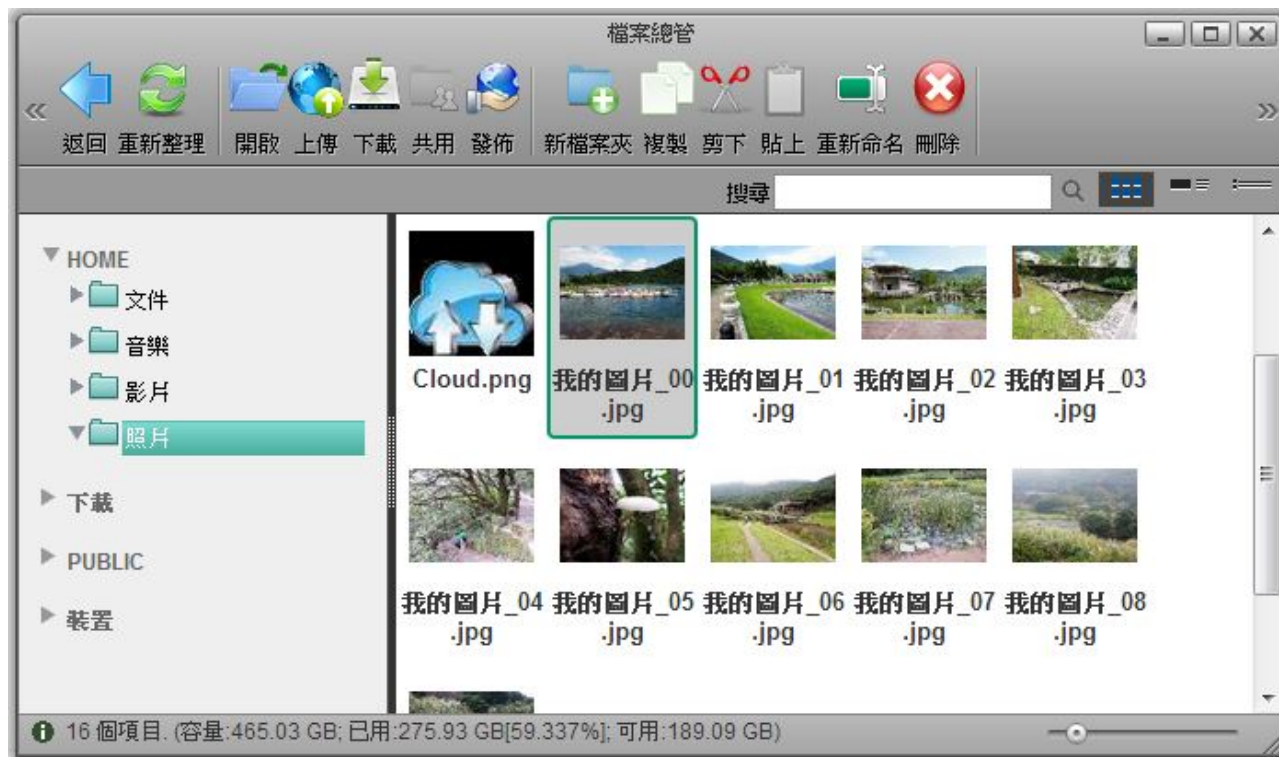 檔案總管
返回 重新整理 開啟 上傳 下載 共用 發佈 新檔案夾 複製 剪下 貼上 重新命名 刪除
搜尋
HOME
文件
音樂
影片
照片
下載
PUBLIC
裝置
Cloud.png 我的圖片_00 我的圖片_01 我的圖片_02 我的圖片_03
.jpg .jpg .jpg .jpg
我的圖片_04 我的圖片_05 我的圖片_06 我的圖片_07 我的圖片_08
.jpg .jpg .jpg .jpg .jpg
16 個項目. (容量:465.03 GB; 已用:275.93 GB[59.337%]; 可用:189.09 GB)